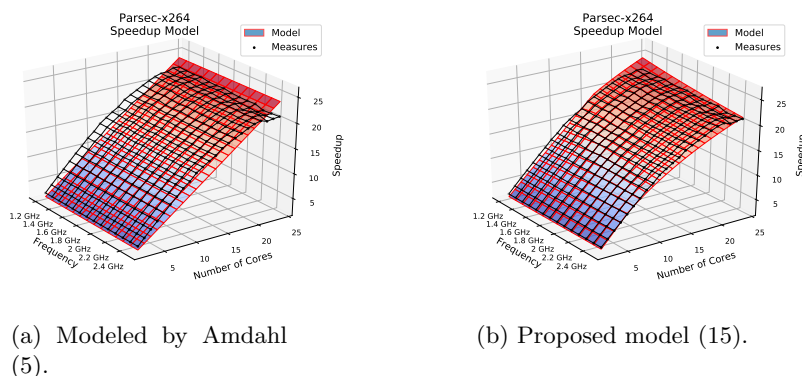 Parsec-x264
Speedup Model
Model
Measures
25
20
15
10
5
Speedup
1.2 GHz
1.4 GHz
1.6 GHz
1.8 GHz
2 GHz
2.2 GHz
2.4 GHz
Frequency
5
10
15
20
25
Number of Cores
(a) Modeled by Amdahl
(5).
Parsec-x264
Speedup Model
Model
Measures
25
20
15
10
5
Speedup
1.2 GHz
1.4 GHz
1.6 GHz
1.8 GHz
2 GHz
2.2 GHz
2.4 GHz
Frequency
5
10
15
20
25
Number of Cores
(b) Proposed model (15).